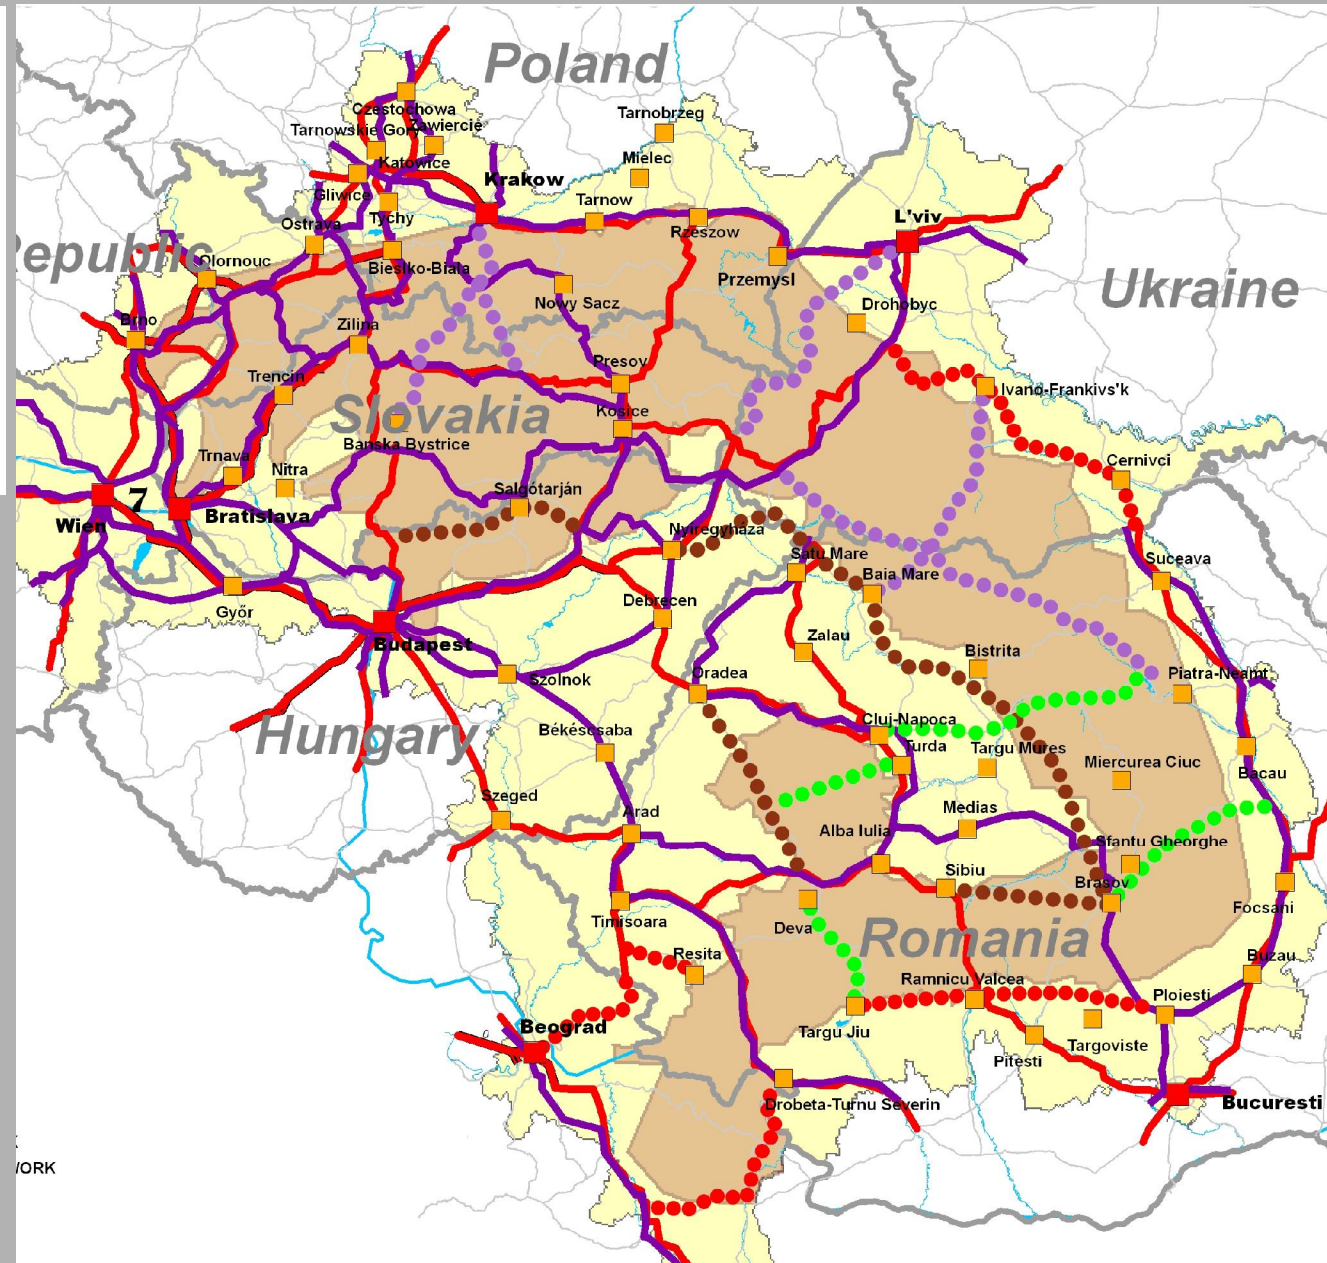 Poland
Tarnobrzeg
Czestochowa
Zawiercie
Tarnowskie Gory
Katowice
Mielec
Krakow
Gliwice
Tarnow
Tychy
L'viv
Ostrava
Rzeszow
Republic
Olornouc
Bieslko-Biala
Przemysl
Ukraine
Nowy Sacz
Drohobyc
Brno
Zilina
Presov
Trencin
Ivano-Frankivs'k
Slovakia
Kosice
Banska Bystrice
Trnava
Nitra
Cernivci
Salgótarján
7
Wien
Bratislava
Nyiregyhaza
Satu Mare
Suceava
Baia Mare
Debrecen
Győr
Zalau
Budapest
Bistrita
Szolnok
Oradea
Piatra-Neamt
Hungary
Békéscsaba
Cluj-Napoca
Turda
Targu Mures
Miercurea Ciuc
Bacau
Szeged
Arad
Medias
Alba Iulia
Sfantu Gheorghe
Sibiu
Brasov
Focsani
Timisoara
Deva
Romania
Resita
Buzau
Ramnicu Valcea
Ploiesti
Beograd
Targu Jiu
Targoviste
Pitesti
Drobeta-Turnu Severin
Bucuresti